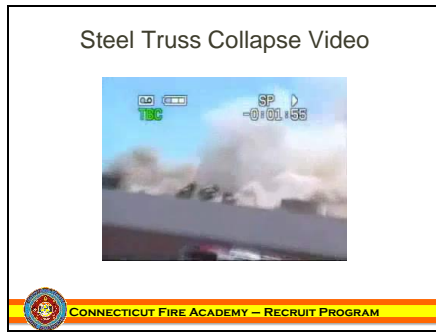 Steel Truss Collapse Video
SP
TBC
-0:01:55
CONNECTICUT FIRE ACADEMY – RECRUIT PROGRAM